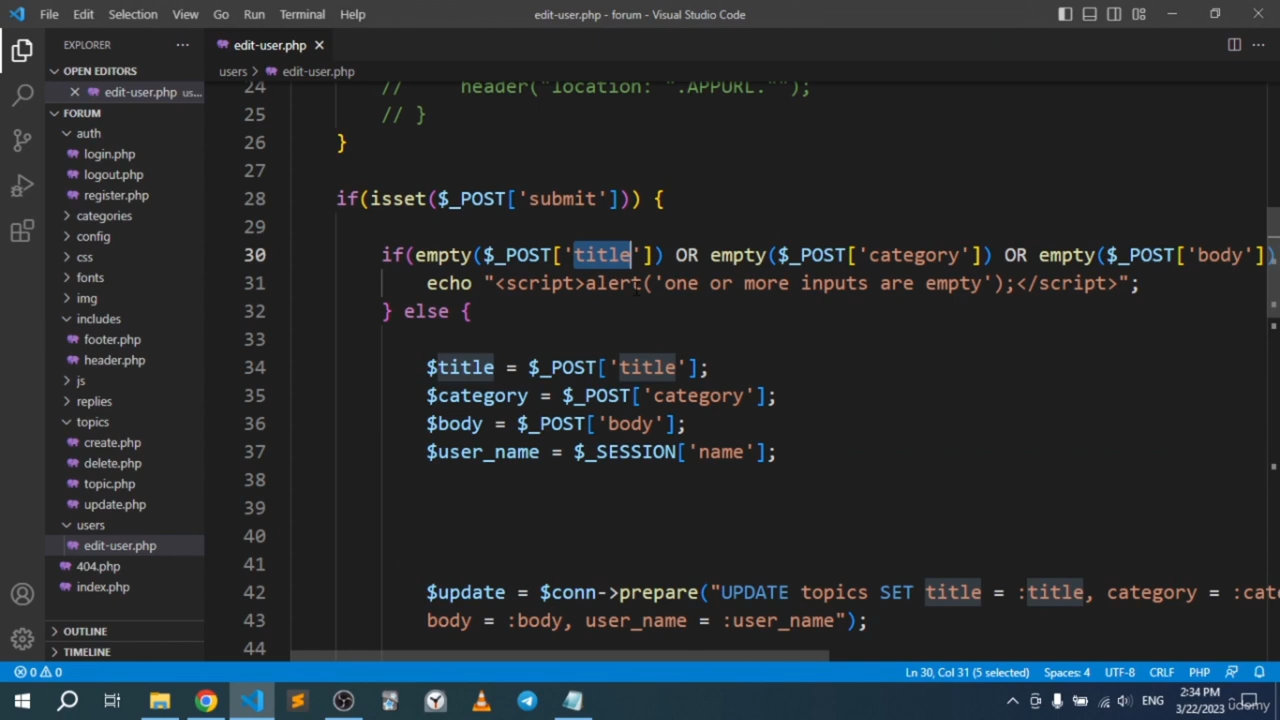 File Edit Selection View Go Run Terminal Help edit-user.php - forum - Visual Studio Code
EXPLORER
edit-user.php
OPEN EDITORS
users > edit-user.php
edit-user.php us...
24 // header("location: ".APPURL."");
FORUM
25 // }
auth
26 }
login.php
27
logout.php
28 if(isset($_POST['submit'])) {
register.php
29
categories
30 if(empty($_POST['title']) OR empty($_POST['category']) OR empty($_POST['body'])
config
31 echo "<script>alert('one or more inputs are empty');</script>";
css
32 } else {
fonts
33
img
34 $title = $_POST['title'];
includes
35 $category = $_POST['category'];
footer.php
36 $body = $_POST['body'];
header.php
37 $user_name = $_SESSION['name'];
js
38
replies
39
topics
40
create.php
41
delete.php
42 $update = $conn->prepare("UPDATE topics SET title = :title, category = :cate
topic.php
43 body = :body, user_name = :user_name");
update.php
44
users
edit-user.php
404.php
index.php
OUTLINE
TIMELINE
0 0 Ln 30, Col 31 (5 selected) Spaces: 4 UTF-8 CRLF PHP
ENG 2:34 PM
3/22/2023
udemy